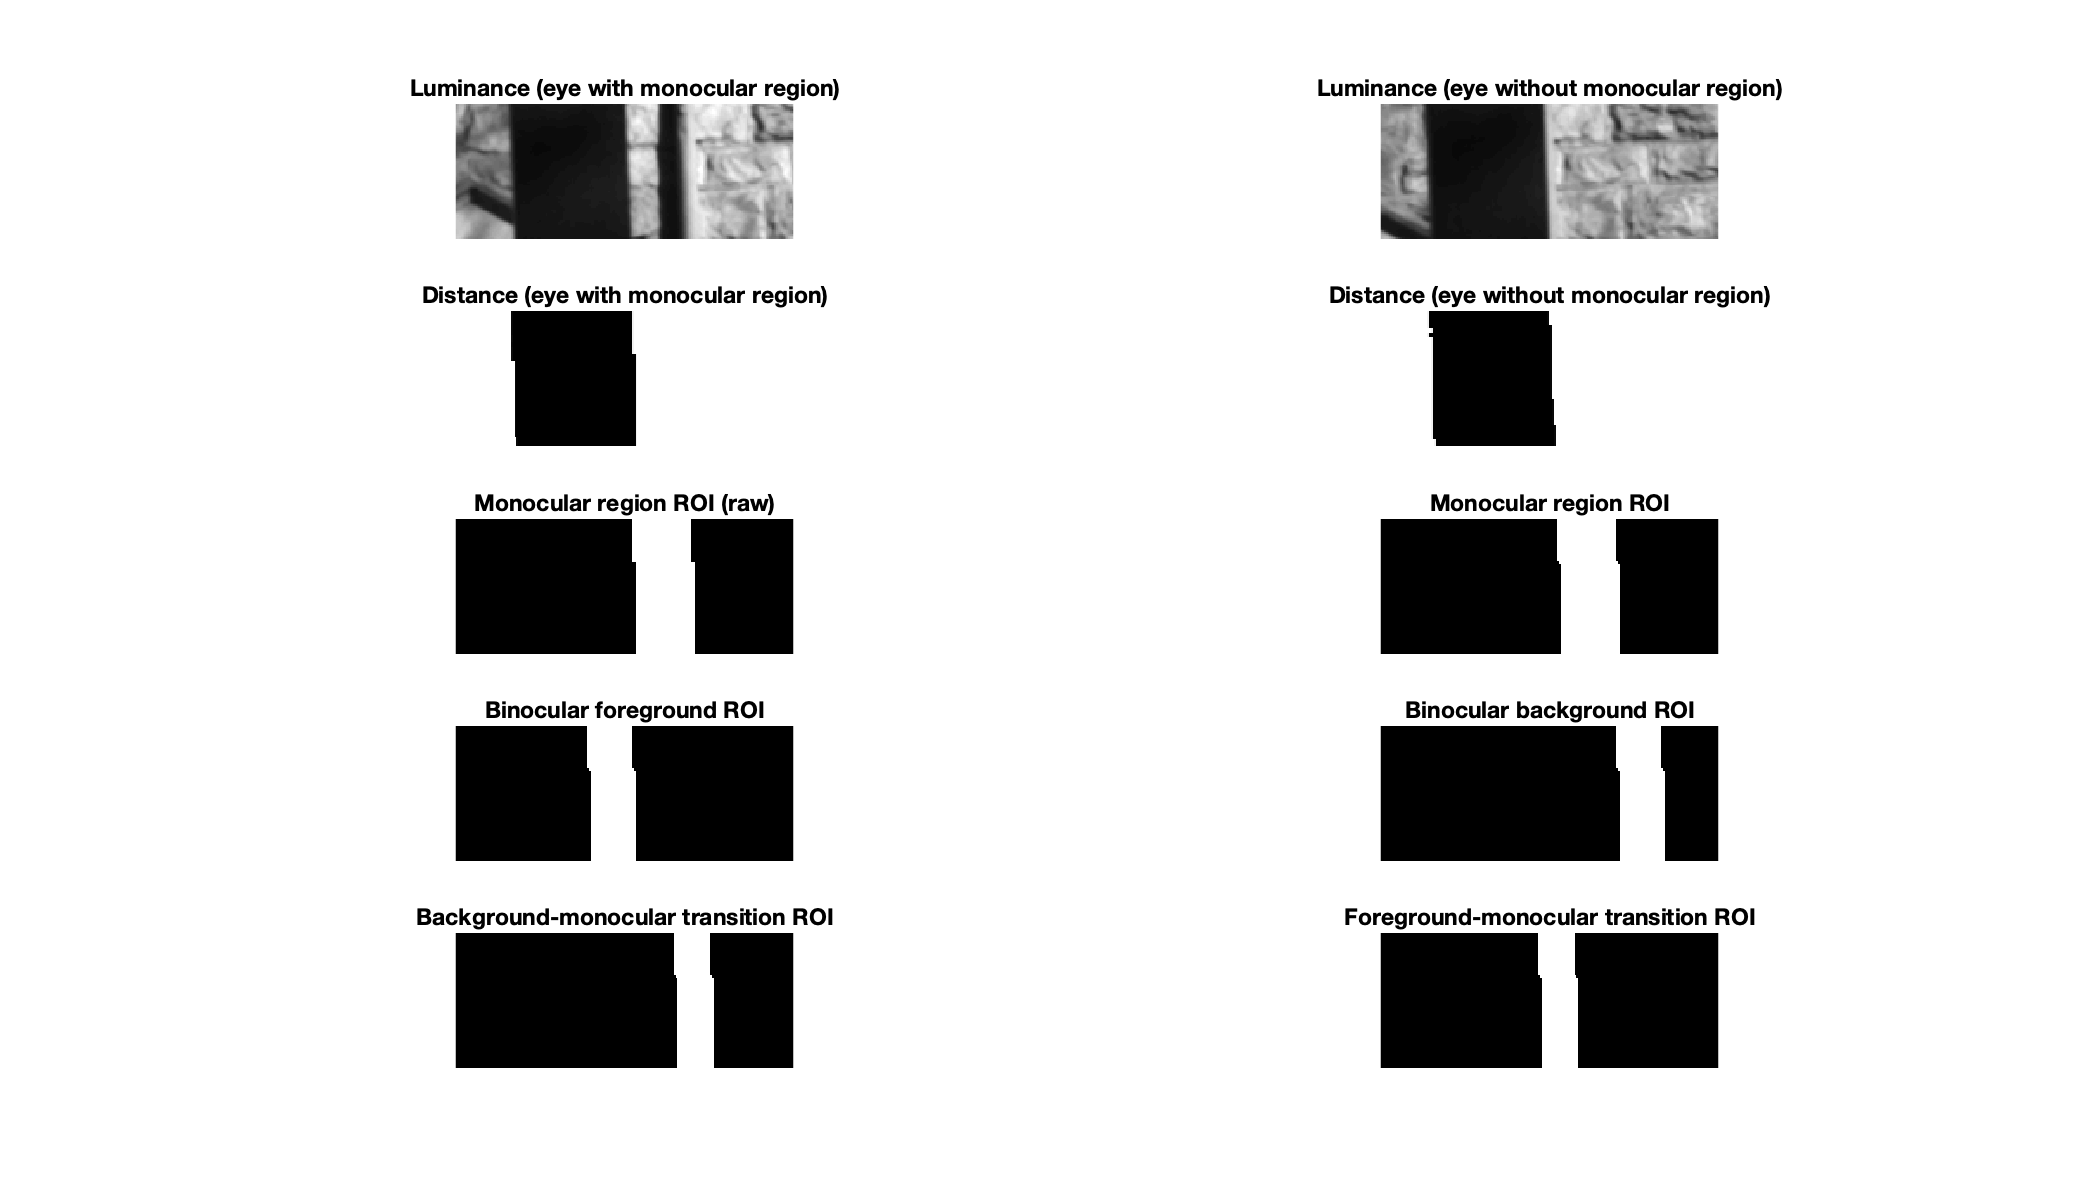 Luminance (eye with monocular region)
Luminance (eye without monocular region)
Distance (eye with monocular region)
Distance (eye without monocular region)
Monocular region ROI (raw)
Monocular region ROI
Binocular foreground ROI
Binocular background ROI
Background-monocular transition ROI
Foreground-monocular transition ROI